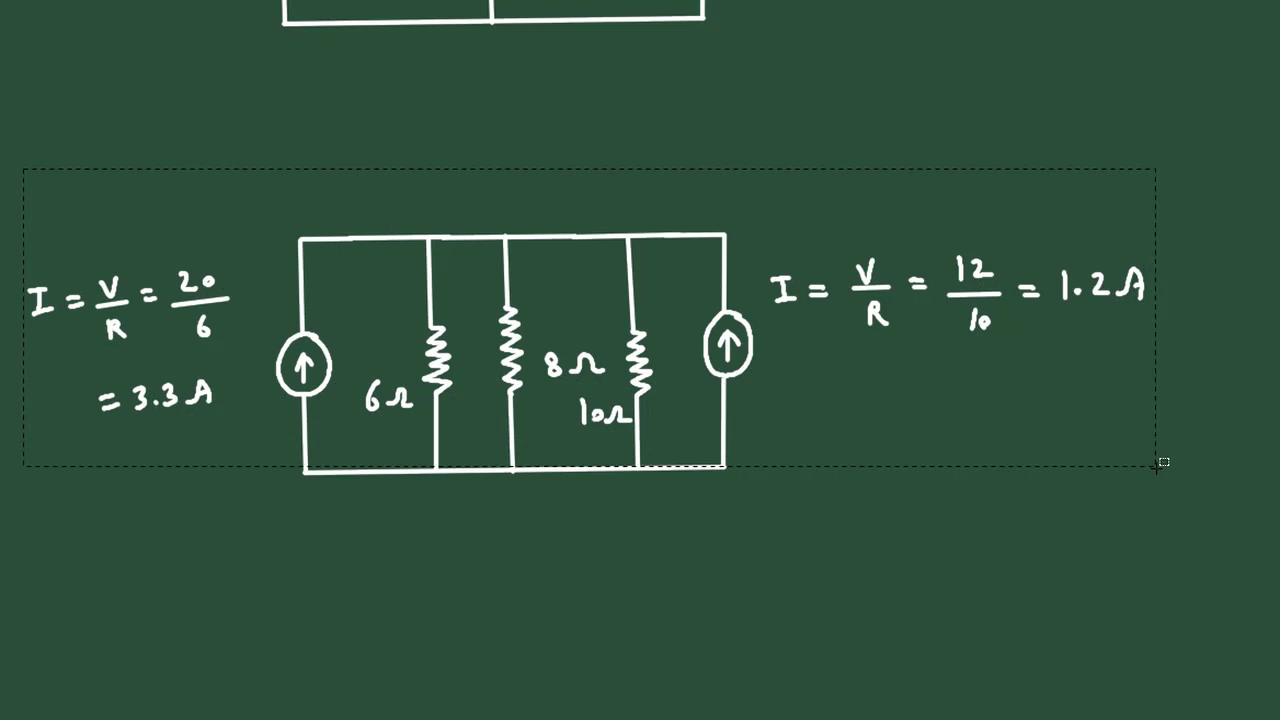 I = V/R = 20/6
= 3.3 A
6Ω
8Ω
10Ω
I = V/R = 12/10 = 1.2 A